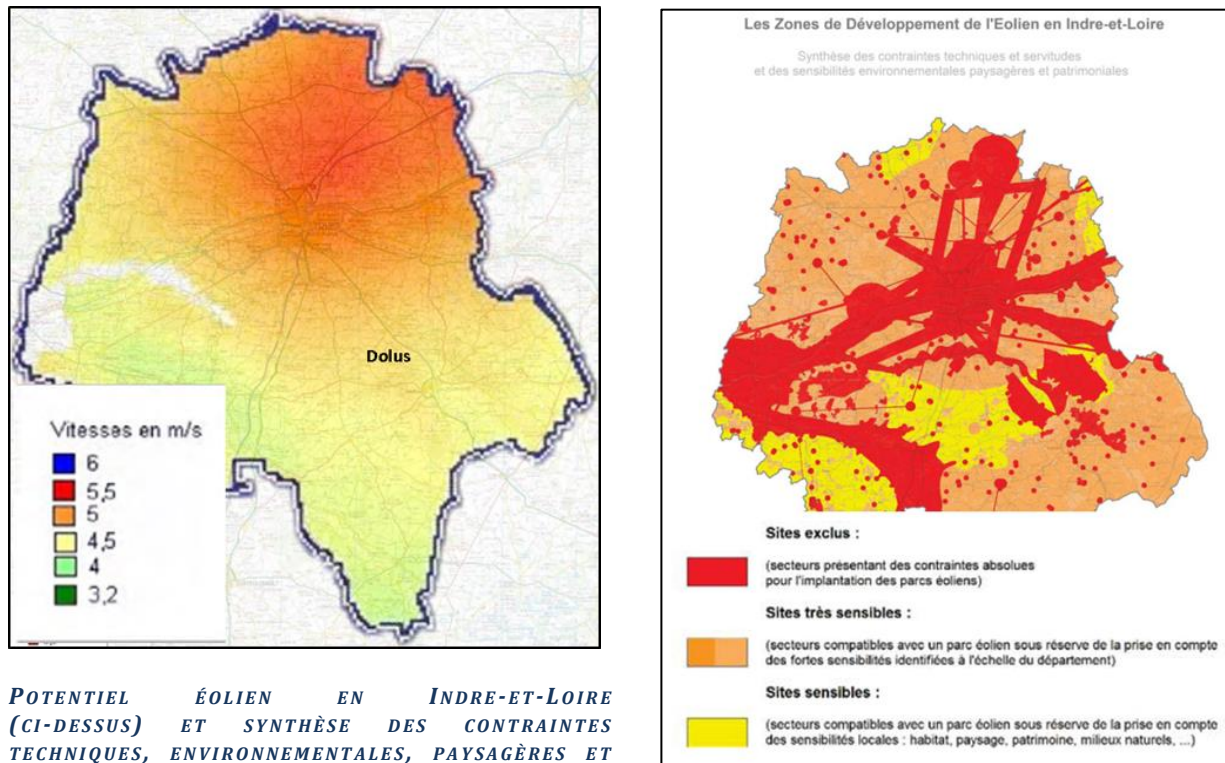 Dolus
Vitesses en m/s
6
5,5
5
4,5
4
3,2
POTENTIEL ÉOLIEN EN INDRE-ET-LOIRE
(CI-DESSUS) ET SYNTHÈSE DES CONTRAINTES
TECHNIQUES, ENVIRONNEMENTALES, PAYSAGÈRES ET
Les Zones de Développement de l'Eolien en Indre-et-Loire
Synthèse des contraintes techniques et servitudes
et des sensibilités environnementales paysagères et patrimoniales
Sites exclus :
(secteurs présentant des contraintes absolues
pour l'implantation des parcs éoliens)
Sites très sensibles :
(secteurs compatibles avec un parc éolien sous réserve de la prise en compte
des fortes sensibilités identifiées à l'échelle du département)
Sites sensibles :
(secteurs compatibles avec un parc éolien sous réserve de la prise en compte
des sensibilités locales : habitat, paysage, patrimoine, milieux naturels, ...)